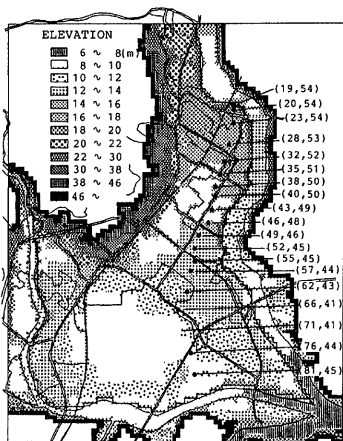 ELEVATION
6 ~ 8(m)
8 ~ 10
10 ~ 12
12 ~ 14
14 ~ 16
16 ~ 18
18 ~ 20
20 ~ 22
22 ~ 30
30 ~ 38
38 ~ 46
46 ~
(19,54)
(20,54)
(23,54)
(28,53)
(32,52)
(35,51)
(38,50)
(40,50)
(43,49)
(46,48)
(49,46)
(52,45)
(55,45)
(57,44)
(62,43)
(66,41)
(71,41)
(76,44)
(81,45)